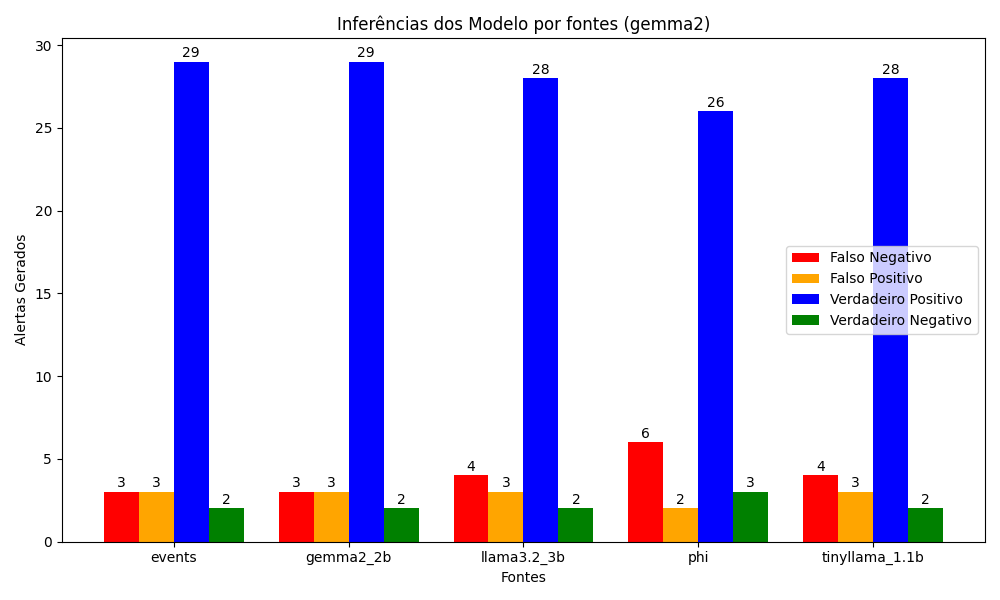 Inferências dos Modelo por fontes (gemma2)
Alertas Gerados
30
25
20
15
10
5
0
3 3 29 2
3 3 29 2
4 3 28 2
6 2 26 3
4 3 28 2
Falso Negativo
Falso Positivo
Verdadeiro Positivo
Verdadeiro Negativo
events gemma2_2b llama3.2_3b phi tinyllama_1.1b
Fontes